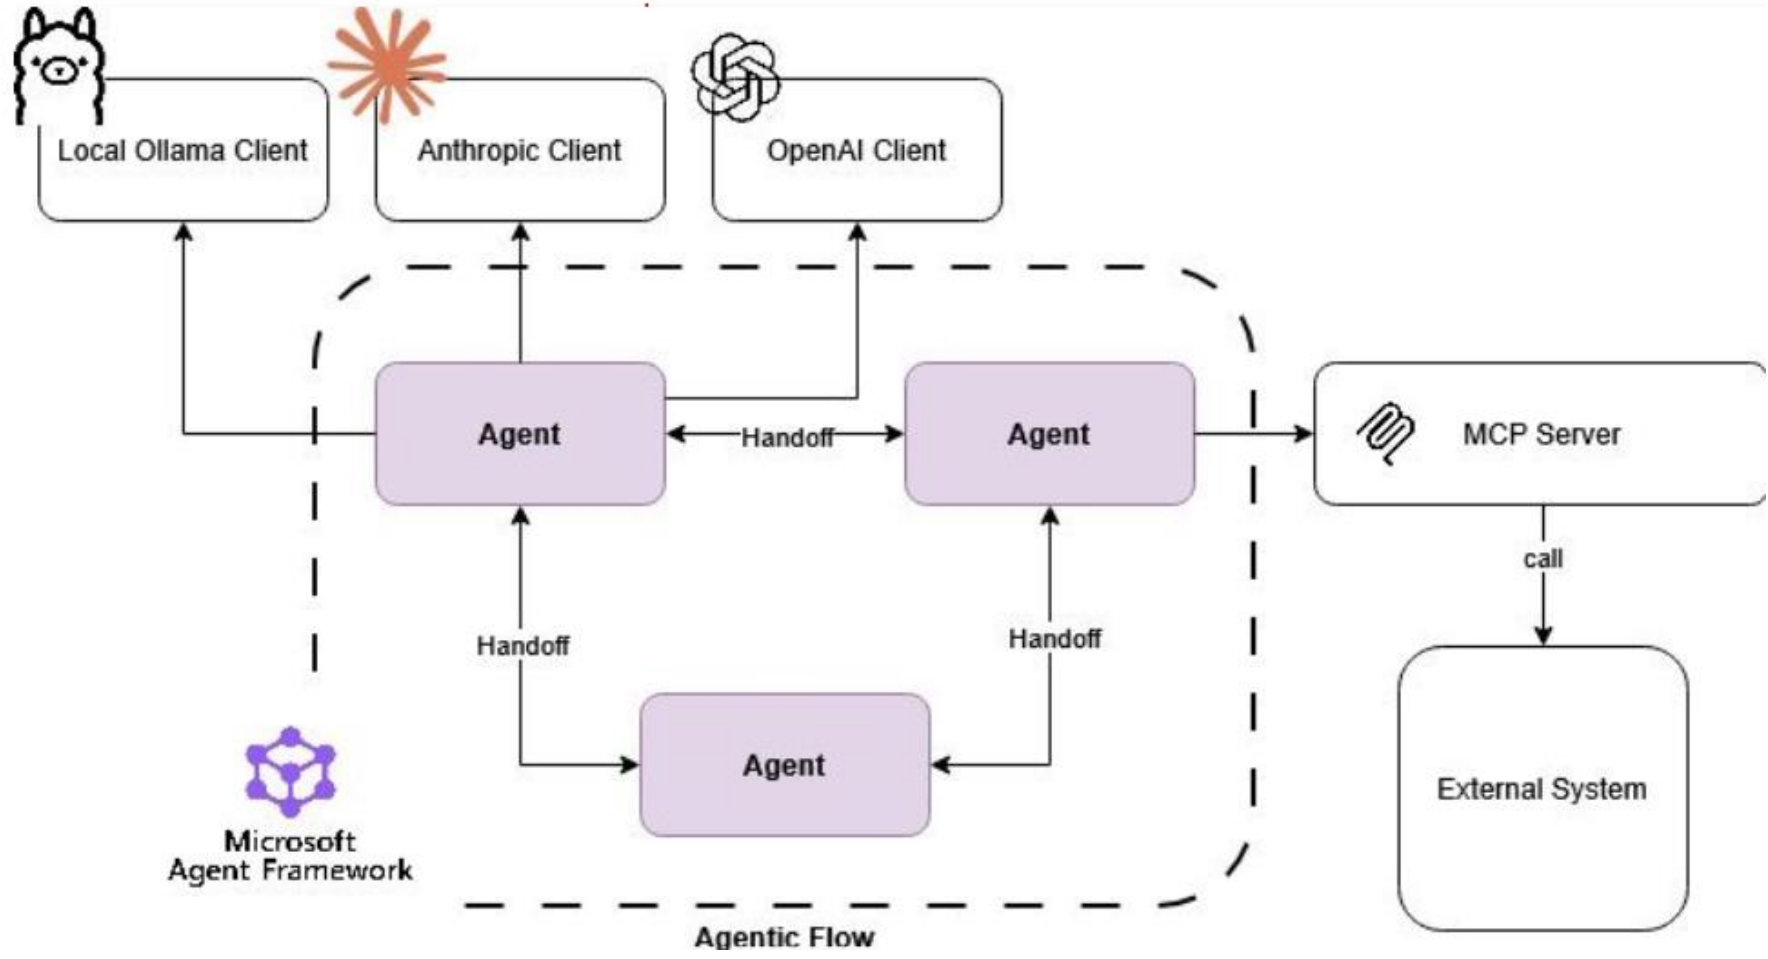 Local Ollama Client
Anthropic Client
OpenAI Client
Agent
Handoff
Agent
MCP Server
call
Handoff
Handoff
Agent
External System
Microsoft
Agent Framework
Agentic Flow